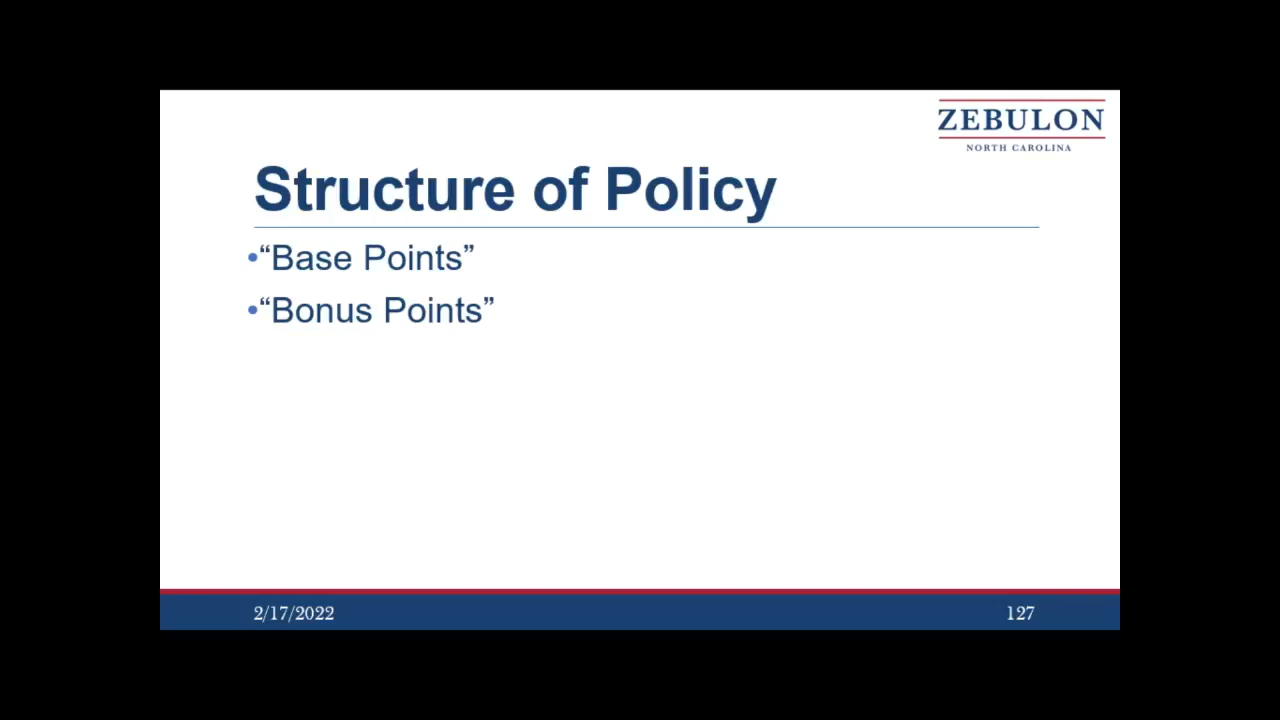 ZEBULON
NORTH CAROLINA
Structure of Policy
•“Base Points”
•“Bonus Points”
2/17/2022
127